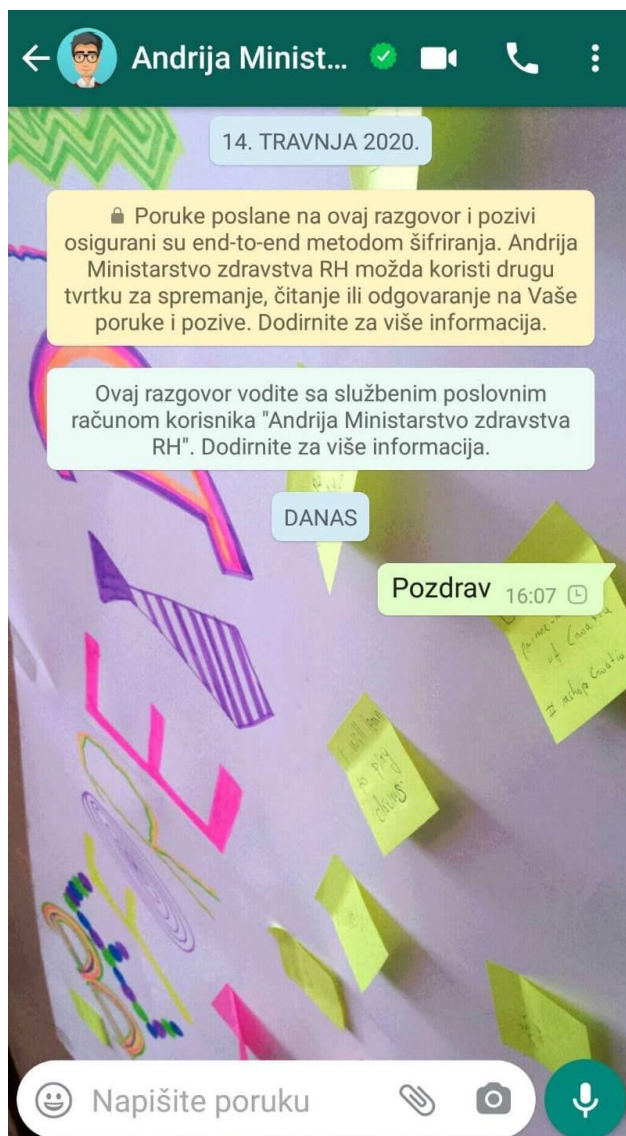 Andrija Minist...
14. TRAVNJA 2020.
Poruke poslane na ovaj razgovor i pozivi
osigurani su end-to-end metodom šifriranja. Andrija
Ministarstvo zdravstva RH možda koristi drugu
tvrtku za spremanje, čitanje ili odgovaranje na Vaše
poruke i pozive. Dodirnite za više informacija.
Ovaj razgovor vodite sa službenim poslovnim
računom korisnika "Andrija Ministarstvo zdravstva
RH". Dodirnite za više informacija.
DANAS
Pozdrav 16:07
of Croatia
I will learn
to play
drums
BEFORE I
Napišite poruku